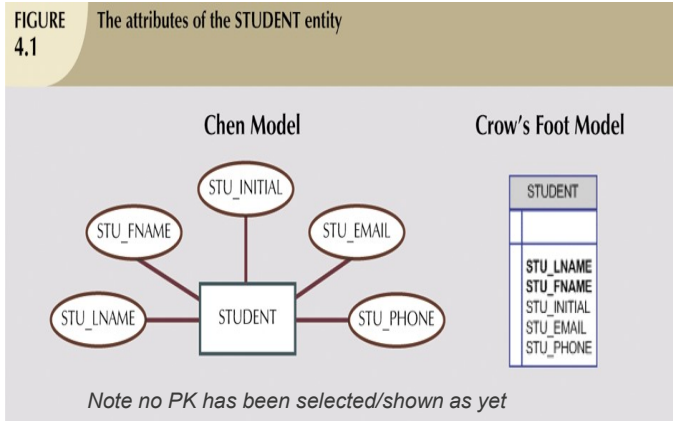 FIGURE 4.1
The attributes of the STUDENT entity
Chen Model
Crow's Foot Model
STU_INITIAL
STU_FNAME
STU_EMAIL
STU_LNAME
STUDENT
STU_PHONE
STUDENT
STU_LNAME
STU_FNAME
STU_INITIAL
STU_EMAIL
STU_PHONE
Note no PK has been selected/shown as yet